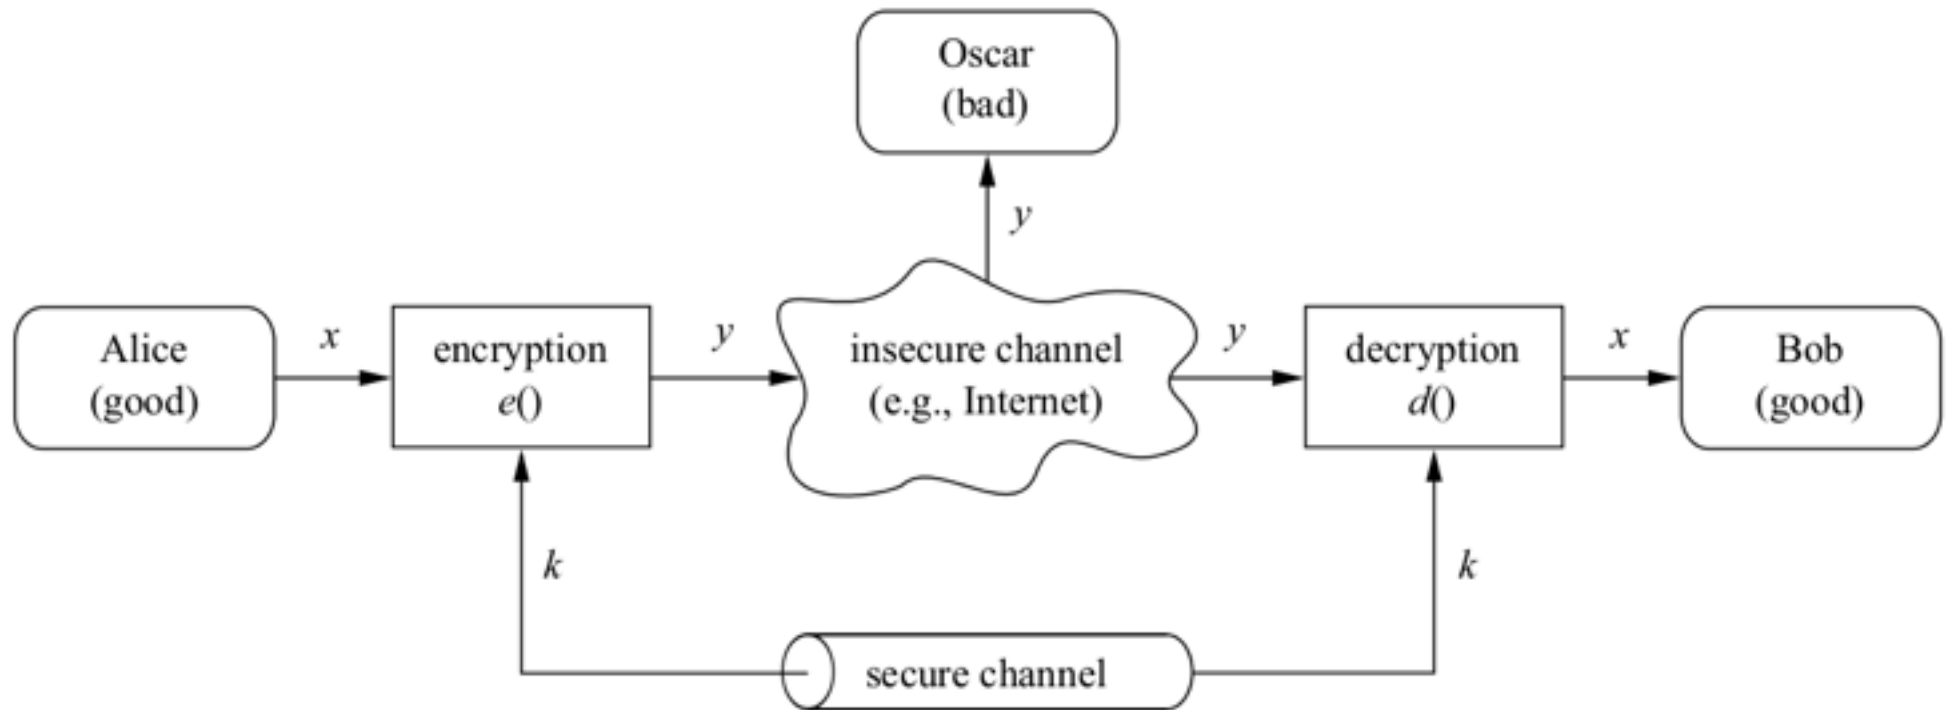 Oscar
(bad)
y
Alice
(good)
x
encryption
e()
y
insecure channel
(e.g., Internet)
y
decryption
d()
x
Bob
(good)
k
k
secure channel